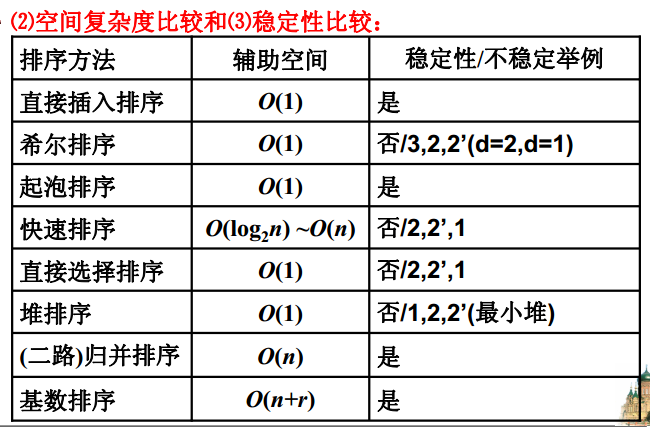 ⑵空间复杂度比较和⑶稳定性比较：
排序方法 辅助空间 稳定性/不稳定举例
直接插入排序 O(1) 是
希尔排序 O(1) 否/3,2,2’(d=2,d=1)
起泡排序 O(1) 是
快速排序 O(log₂n) ~O(n) 否/2,2’,1
直接选择排序 O(1) 否/2,2’,1
堆排序 O(1) 否/1,2,2’(最小堆)
(二路)归并排序 O(n) 是
基数排序 O(n+r) 是